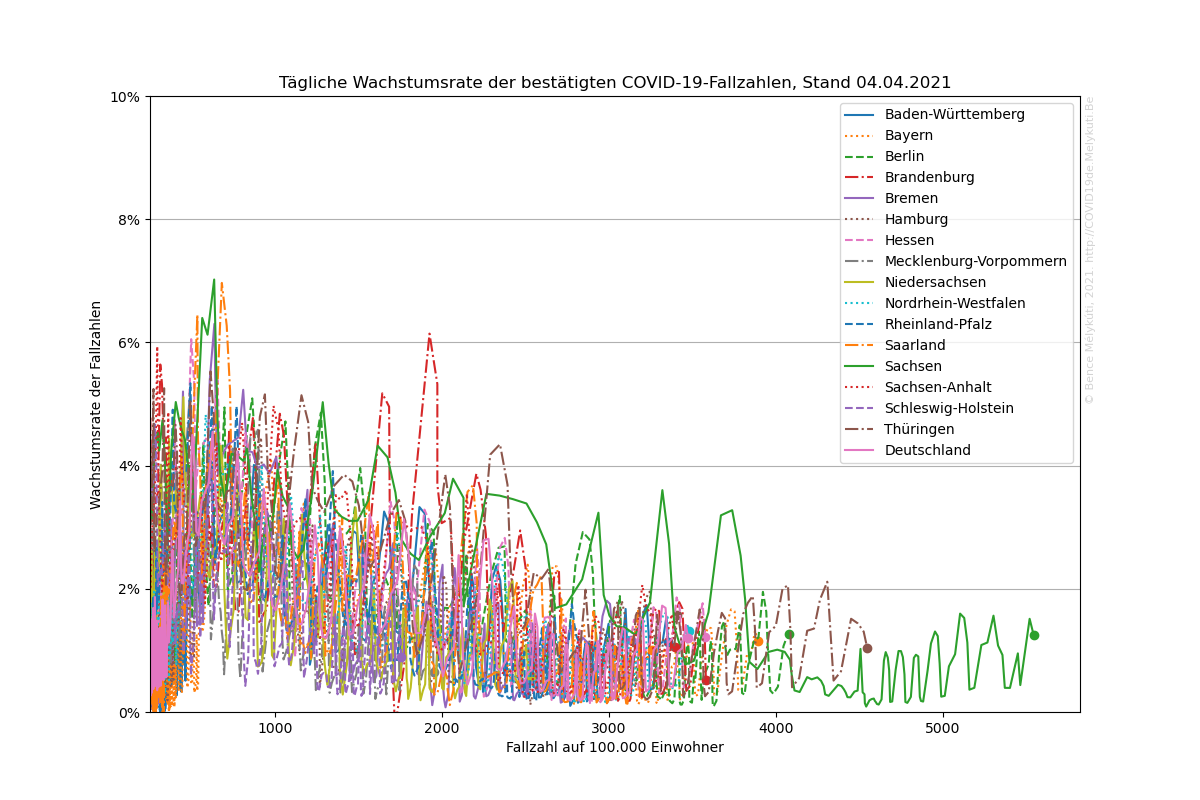 Tägliche Wachstumsrate der bestätigten COVID-19-Fallzahlen, Stand 04.04.2021
10%
8%
6%
4%
2%
0%
Wachstumsrate der Fallzahlen
1000
2000
3000
4000
5000
Fallzahl auf 100.000 Einwohner
Baden-Württemberg
Bayern
Berlin
Brandenburg
Bremen
Hamburg
Hessen
Mecklenburg-Vorpommern
Niedersachsen
Nordrhein-Westfalen
Rheinland-Pfalz
Saarland
Sachsen
Sachsen-Anhalt
Schleswig-Holstein
Thüringen
Deutschland
© Bence Mélykúti, 2021. http://COVID19de.Melykuti.Be